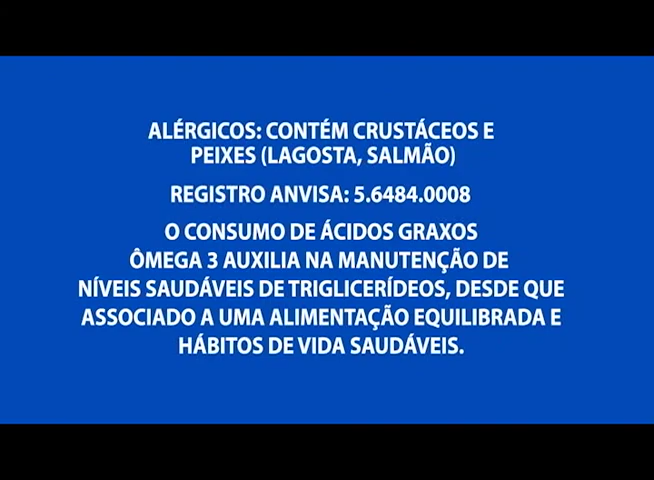 ALÉRGICOS: CONTÉM CRUSTÁCEOS E
PEIXES (LAGOSTA, SALMÃO)
REGISTRO ANVISA: 5.6484.0008
O CONSUMO DE ÁCIDOS GRAXOS
ÔMEGA 3 AUXILIA NA MANUTENÇÃO DE
NÍVEIS SAUDÁVEIS DE TRIGLICERÍDEOS, DESDE QUE
ASSOCIADO A UMA ALIMENTAÇÃO EQUILIBRADA E
HÁBITOS DE VIDA SAUDÁVEIS.